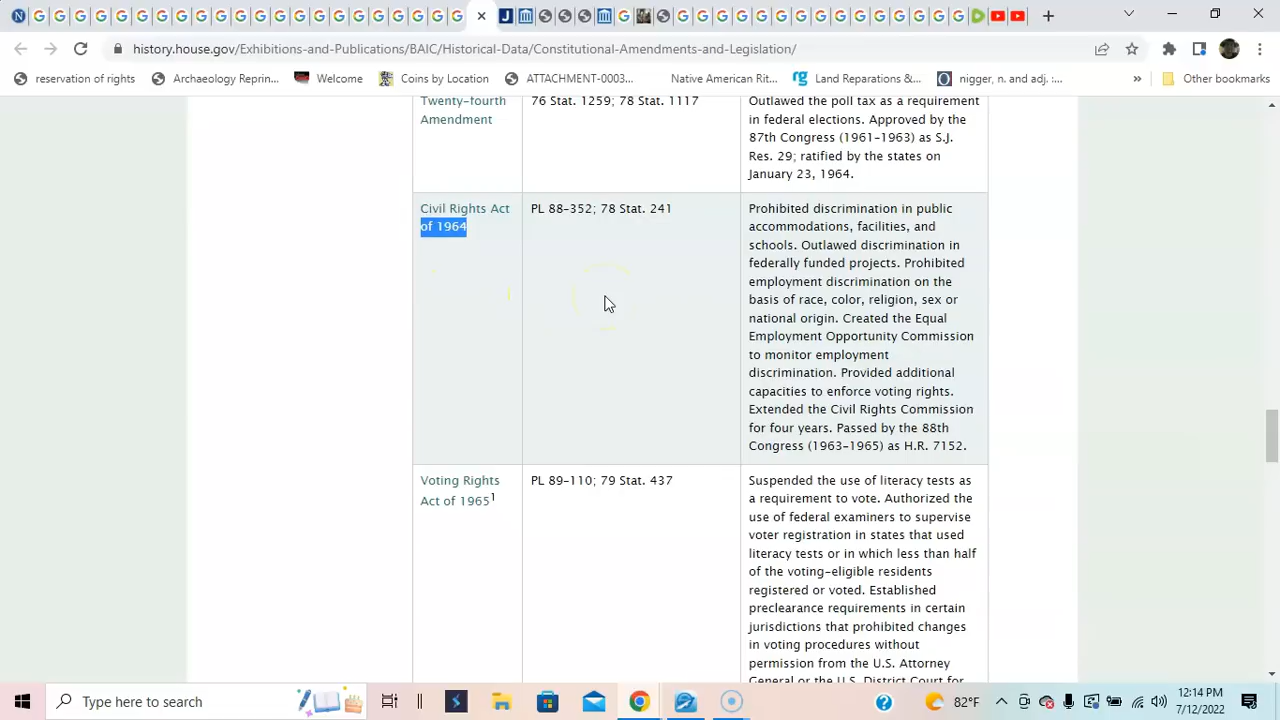 history.house.gov/Exhibitions-and-Publications/BAIC/Historical-Data/Constitutional-Amendments-and-Legislation/
reservation of rights
Archaeology Reprin...
Welcome
Coins by Location
ATTACHMENT-0003...
Native American Rit...
Land Reparations &...
nigger, n. and adj. :...
»
Other bookmarks
Twenty-fourth
Amendment
76 Stat. 1259; 78 Stat. 1117
Outlawed the poll tax as a requirement
in federal elections. Approved by the
87th Congress (1961–1963) as S.J.
Res. 29; ratified by the states on
January 23, 1964.
Civil Rights Act
of 1964
PL 88–352; 78 Stat. 241
Prohibited discrimination in public
accommodations, facilities, and
schools. Outlawed discrimination in
federally funded projects. Prohibited
employment discrimination on the
basis of race, color, religion, sex or
national origin. Created the Equal
Employment Opportunity Commission
to monitor employment
discrimination. Provided additional
capacities to enforce voting rights.
Extended the Civil Rights Commission
for four years. Passed by the 88th
Congress (1963–1965) as H.R. 7152.
Voting Rights
Act of 1965¹
PL 89–110; 79 Stat. 437
Suspended the use of literacy tests as
a requirement to vote. Authorized the
use of federal examiners to supervise
voter registration in states that used
literacy tests or in which less than half
of the voting-eligible residents
registered or voted. Established
preclearance requirements in certain
jurisdictions that prohibited changes
in voting procedures without
permission from the U.S. Attorney
General or the U.S. District Court for
Type here to search
82°F
12:14 PM
7/12/2022